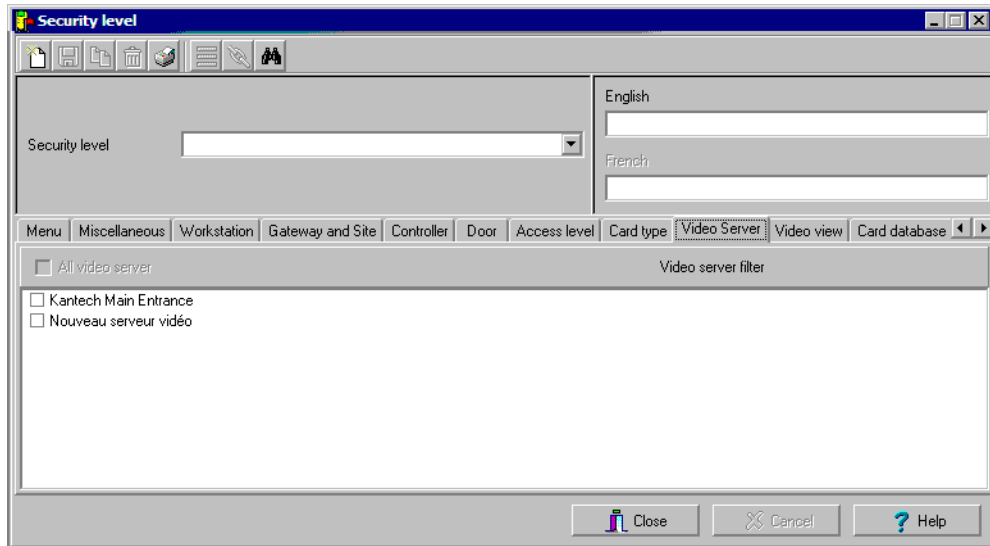 Security level
English
Security level
French
Menu Miscellaneous Workstation Gateway and Site Controller Door Access level Card type Video Server Video view Card database
All video server Video server filter
Kantech Main Entrance
Nouveau serveur vidéo
Close Cancel ? Help